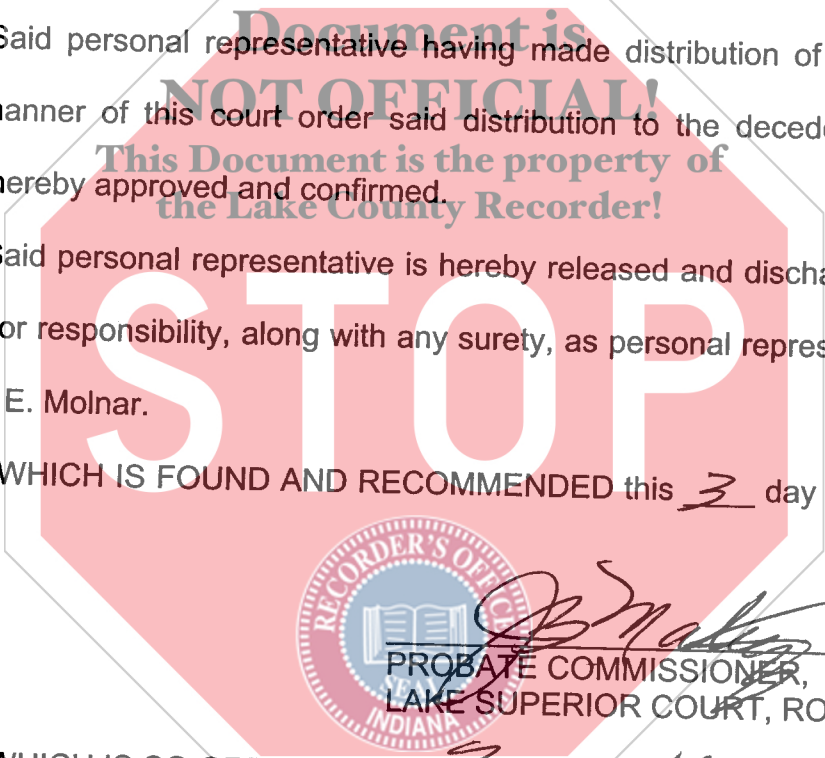 Document is
Said personal representative having made distribution of
NOT OFFICIAL!
anner of this court order said distribution to the decede
This Document is the property of
hereby approved and confirmed.
the Lake County Recorder!
Said personal representative is hereby released and discha
STOP
or responsibility, along with any surety, as personal repres
E. Molnar.
WHICH IS FOUND AND RECOMMENDED this 3 day
RECORDER'S OFFICE
SEAL
INDIANA
PROBATE COMMISSIONER,
LAKE SUPERIOR COURT, RO